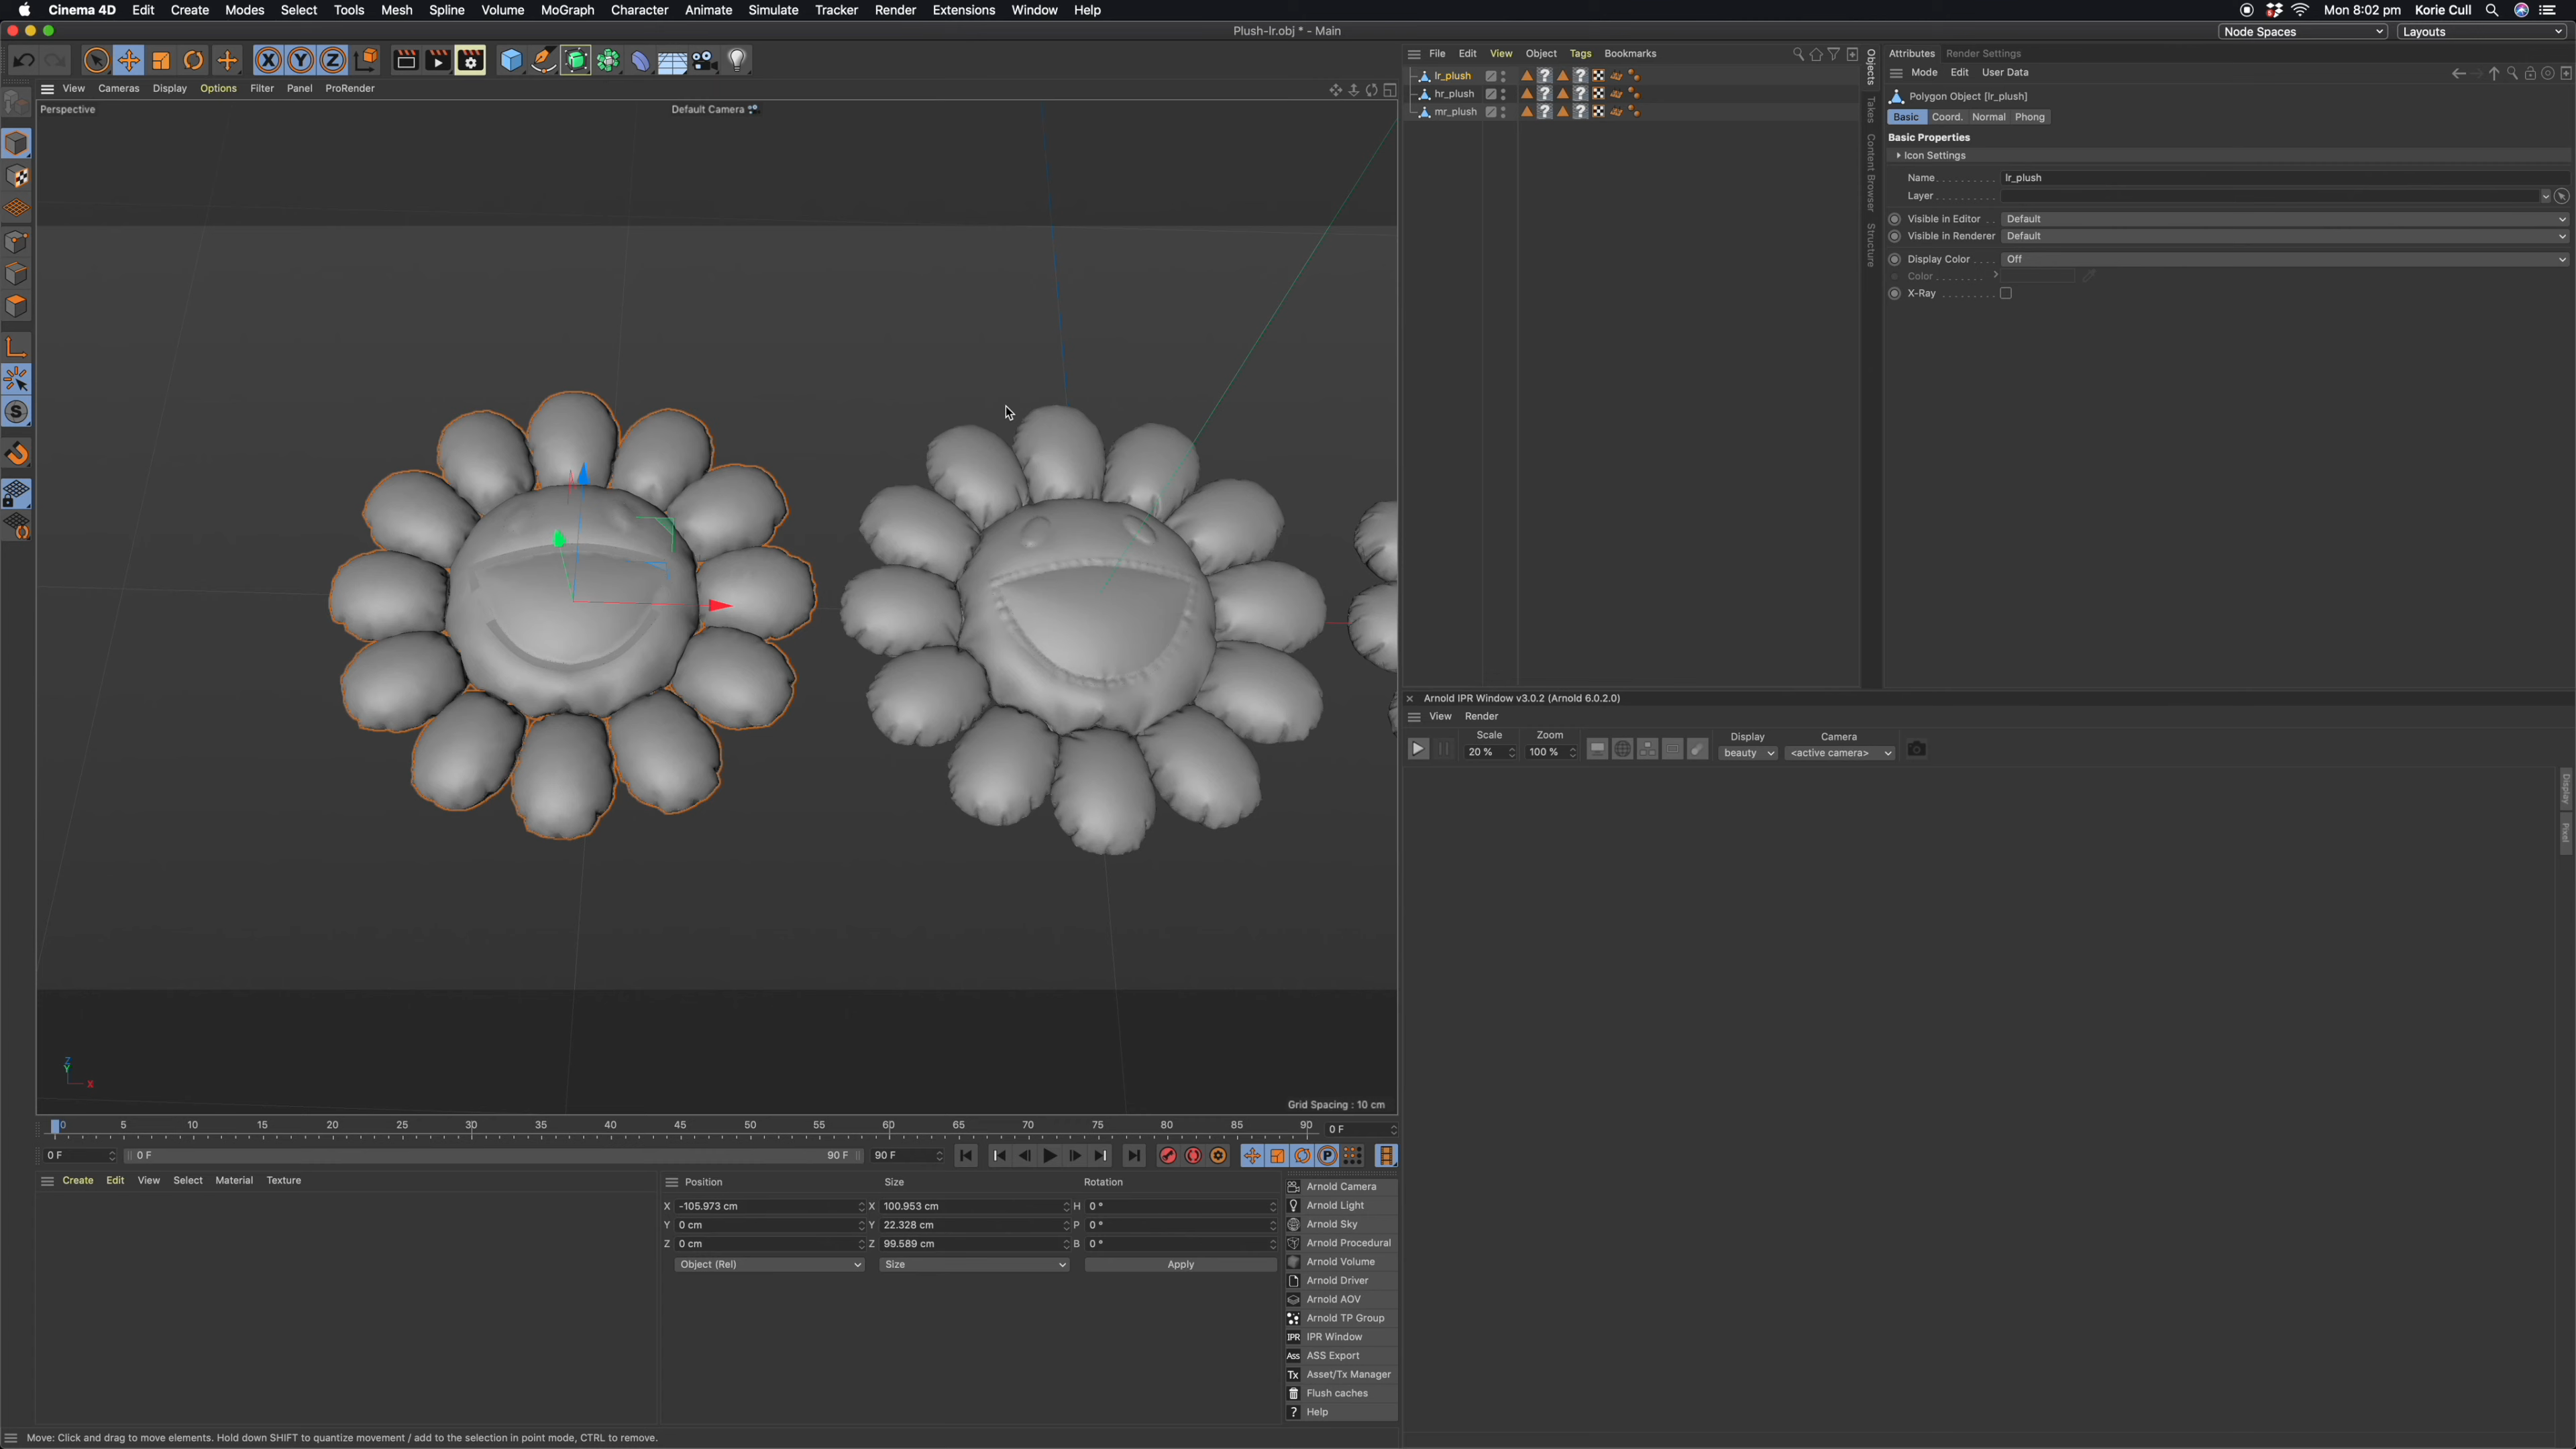 Cinema 4D Edit Create Modes Select Tools Mesh Spline Volume MoGraph Character Animate Simulate Tracker Render Extensions Window Help Mon 8:02 pm Korie Cull
Plush-lr.obj * - Main
Node Spaces
Layouts
View Cameras Display Options Filter Panel ProRender
Perspective
Default Camera
Grid Spacing : 10 cm
File Edit View Object Tags Bookmarks
lr_plush
hr_plush
mr_plush
Objects
Takes
Content Browser
Structure
Attributes Render Settings
Mode Edit User Data
Polygon Object [lr_plush]
Basic Coord. Normal Phong
Basic Properties
Icon Settings
Name lr_plush
Layer
Visible in Editor Default
Visible in Renderer Default
Display Color Off
Color
X-Ray
Arnold IPR Window v3.0.2 (Arnold 6.0.2.0)
View Render
Scale Zoom Display Camera
20 % 100 % beauty <active camera>
Display
Pixel
0 5 10 15 20 25 30 35 40 45 50 55 60 65 70 75 80 85 90 0 F
0 F 0 F 90 F 90 F
Create Edit View Select Material Texture
Position Size Rotation
X -105.973 cm X 100.953 cm H 0 °
Y 0 cm Y 22.328 cm P 0 °
Z 0 cm Z 99.589 cm B 0 °
Object (Rel) Size Apply
Arnold Camera
Arnold Light
Arnold Sky
Arnold Procedural
Arnold Volume
Arnold Driver
Arnold AOV
Arnold TP Group
IPR IPR Window
Ass ASS Export
Tx Asset/Tx Manager
Flush caches
? Help
Move: Click and drag to move elements. Hold down SHIFT to quantize movement / add to the selection in point mode, CTRL to remove.